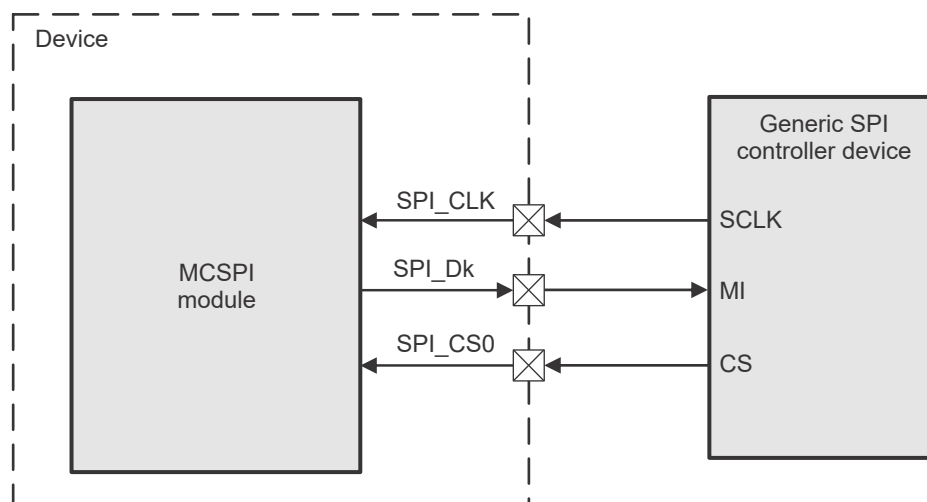 Device
Generic SPI
controller device
SPI_CLK
SCLK
MCSPI
module
SPI_Dk
MI
SPI_CS0
CS